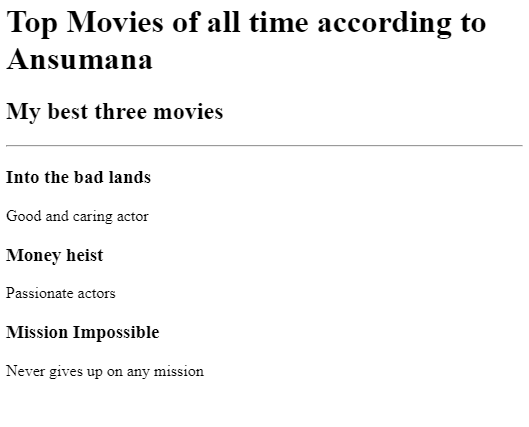 Top Movies of all time according to
Ansumana
My best three movies
Into the bad lands
Good and caring actor
Money heist
Passionate actors
Mission Impossible
Never gives up on any mission